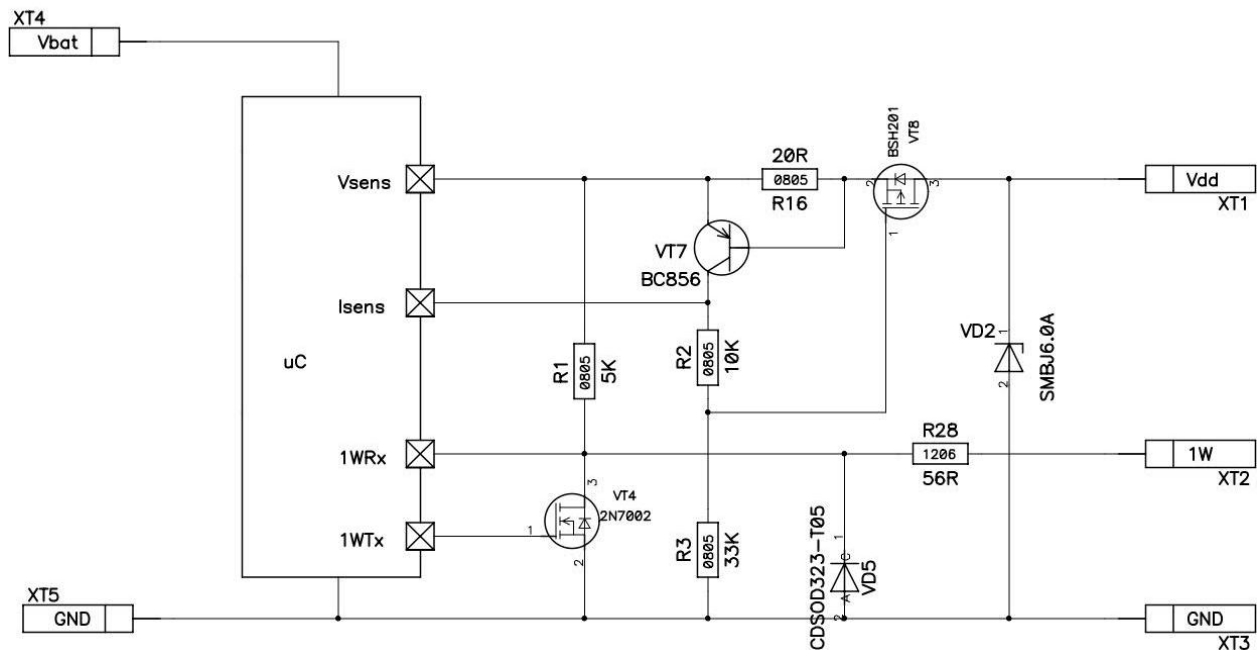 XT4
Vbat
BSH201
VT8
20R
0805
R16
2
3
1
Vsens
Vdd
XT1
VT7
BC856
Isens
uC
R1
0805
5K
R2
0805
10K
VD2
1
2
SMBJ6.0A
R28
1206
56R
1WRx
1W
XT2
3
VT4
2N7002
1
2
1WTx
R3
0805
33K
CDSOD323-T05
1
C
VD5
A
2
XT5
GND
GND
XT3